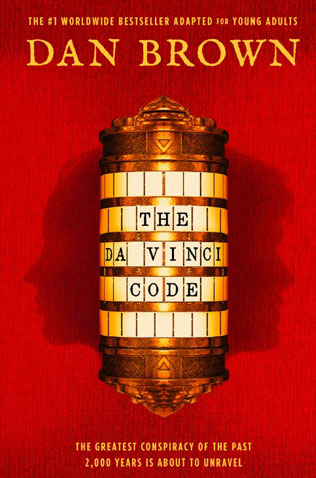 THE #1 WORLDWIDE BESTSELLER ADAPTED FOR YOUNG ADULTS
DAN BROWN
THE
DA VINCI
CODE
THE GREATEST CONSPIRACY OF THE PAST
2,000 YEARS IS ABOUT TO UNRAVEL